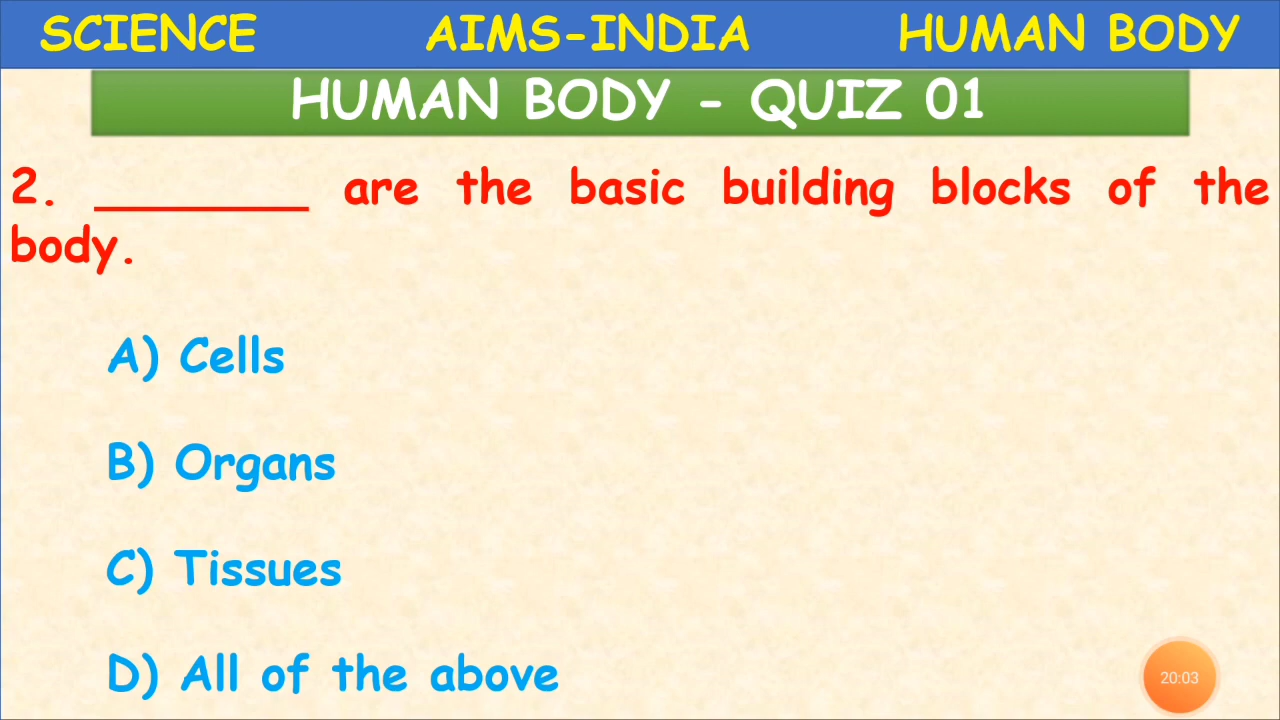 SCIENCE AIMS-INDIA HUMAN BODY
HUMAN BODY - QUIZ 01
2. ________ are the basic building blocks of the
body.
A) Cells
B) Organs
C) Tissues
D) All of the above
20:03